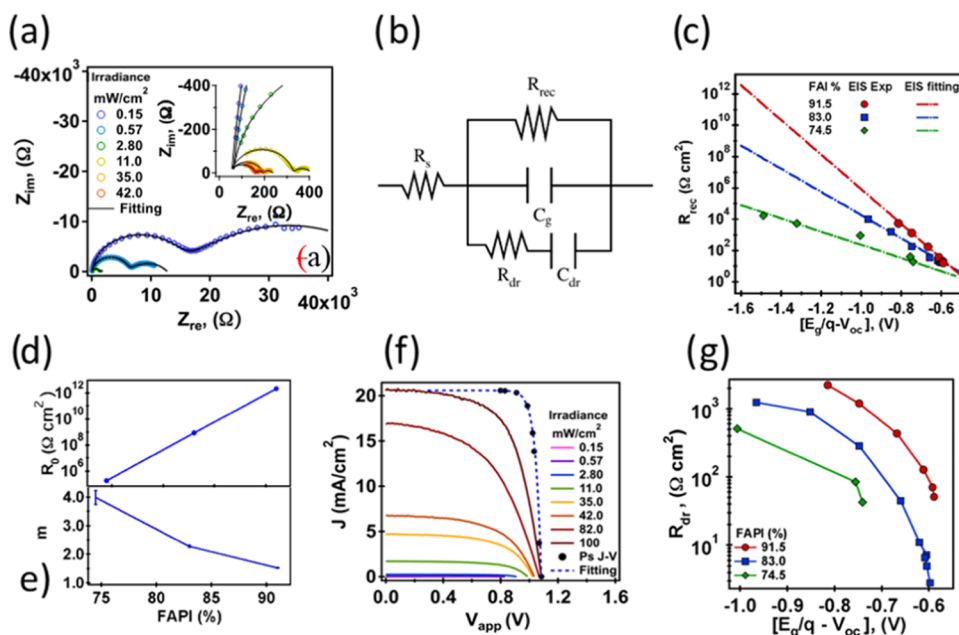 (a)
-40×10³
-30
-20
-10
0
Z_im, (Ω)
Irradiance
mW/cm²
0.15
0.57
2.80
11.0
35.0
42.0
Fitting
-400
-200
0
Z_im, (Ω)
0 200 400
Z_re, (Ω)
(a)
0 10 20 30 40×10³
Z_re, (Ω)
(b)
R_s
R_rec
C_g
R_dr
C_dr
(c)
R_rec (Ω cm²)
10¹²
10¹⁰
10⁸
10⁶
10⁴
10²
10⁰
FAI % EIS Exp EIS fitting
91.5
83.0
74.5
-1.6 -1.4 -1.2 -1.0 -0.8 -0.6
[E_g/q-V_oc], (V)
(d)
R_0 (Ω cm²)
10¹²
10¹⁰
10⁸
10⁶
e)
m
4.0
3.0
2.0
1.0
75 80 85 90
FAPI (%)
(f)
J (mA/cm²)
20
15
10
5
0
Irradiance
mW/cm²
0.15
0.57
2.80
11.0
35.0
42.0
82.0
100
Ps J-V
Fitting
0.0 0.4 0.8 1.2 1.6
V_app (V)
(g)
R_dr, (Ω cm²)
10³
10²
10¹
FAPI (%)
91.5
83.0
74.5
-1.0 -0.9 -0.8 -0.7 -0.6
[E_g/q - V_oc], (V)